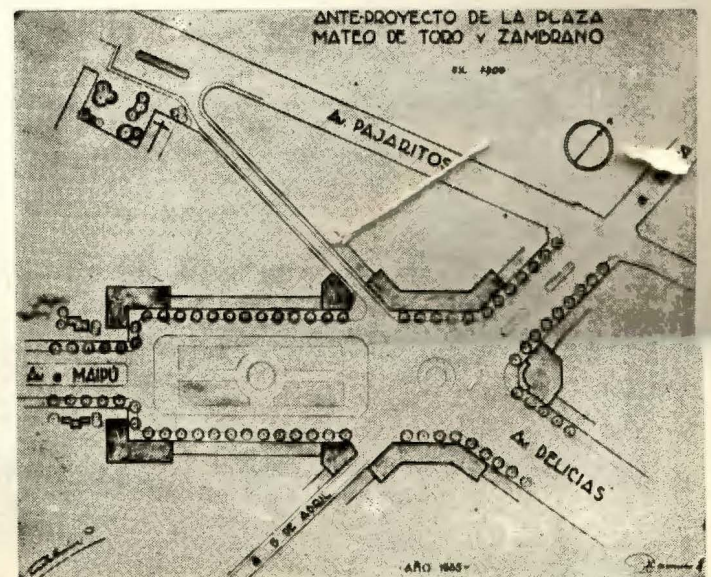 ANTE-PROYECTO DE LA PLAZA
MATEO DE TORO Y ZAMBRANO
Av. PAJARITOS
Av. a MAIPÚ
Av. DELICIAS
a 5 DE ABRIL
AÑO 1935-